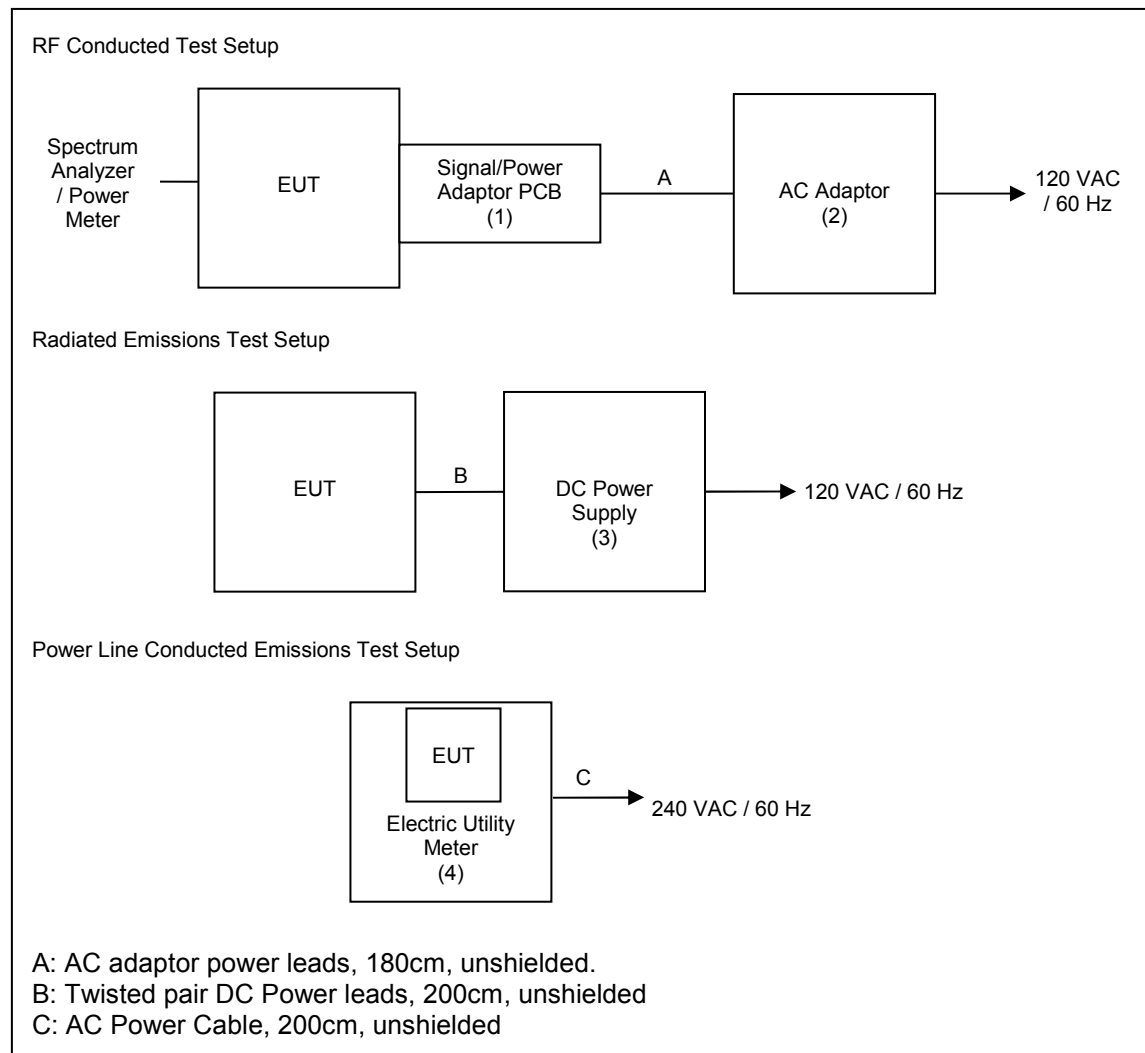 RF Conducted Test Setup
Spectrum
Analyzer
/ Power
Meter
EUT
Signal/Power
Adaptor PCB
(1)
A
AC Adaptor
(2)
120 VAC
/ 60 Hz
Radiated Emissions Test Setup
EUT
B
DC Power
Supply
(3)
120 VAC / 60 Hz
Power Line Conducted Emissions Test Setup
EUT
Electric Utility
Meter
(4)
C
240 VAC / 60 Hz
A: AC adaptor power leads, 180cm, unshielded.
B: Twisted pair DC Power leads, 200cm, unshielded
C: AC Power Cable, 200cm, unshielded